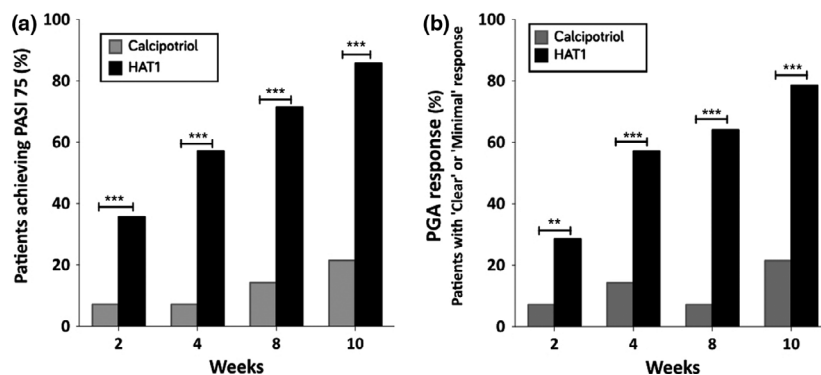 (a)
Patients achieving PASI 75 (%)
100
80
60
40
20
0
Calcipotriol
HAT1
***
***
***
***
2 4 8 10
Weeks
(b)
PGA response (%)
Patients with 'Clear' or 'Minimal' response
100
80
60
40
20
0
Calcipotriol
HAT1
**
***
***
***
2 4 8 10
Weeks